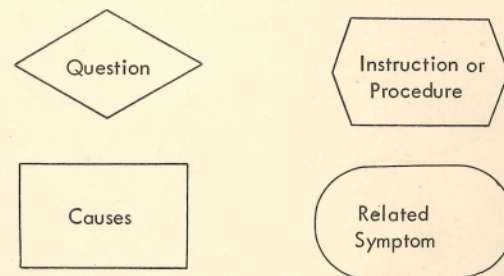 Question
Instruction or
Procedure
Causes
Related
Symptom